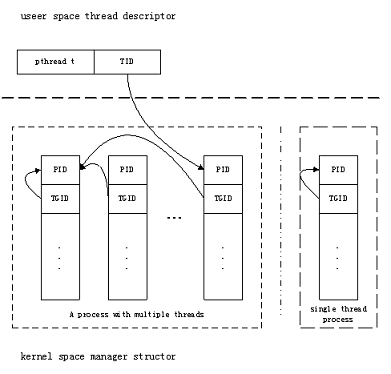 useer space thread descriptor
pthread t TID
PID PID PID PID
TGID TGID ... TGID TGID
A process with multiple threads
single thread
process
kernel space manager structor